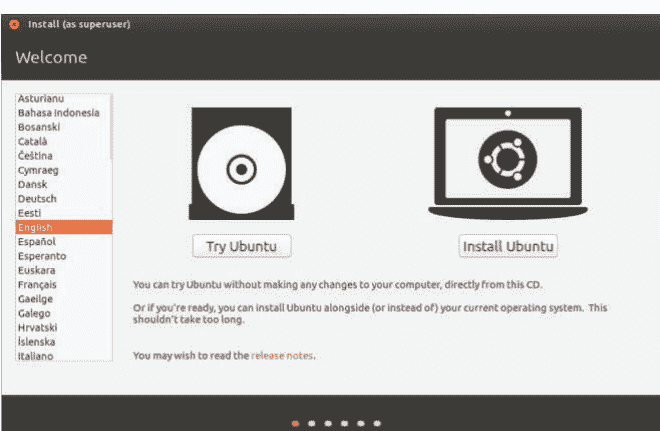 Install (as superuser)
Welcome
Asturianu
Bahasa Indonesia
Bosanski
Català
Čeština
Cymraeg
Dansk
Deutsch
Eesti
English
Español
Esperanto
Euskara
Français
Gaeilge
Galego
Hrvatski
Íslenska
Italiano
Try Ubuntu
Install Ubuntu
You can try Ubuntu without making any changes to your computer, directly from this CD.
Or if you're ready, you can install Ubuntu alongside (or instead of) your current operating system. This
shouldn't take too long.
You may wish to read the release notes.